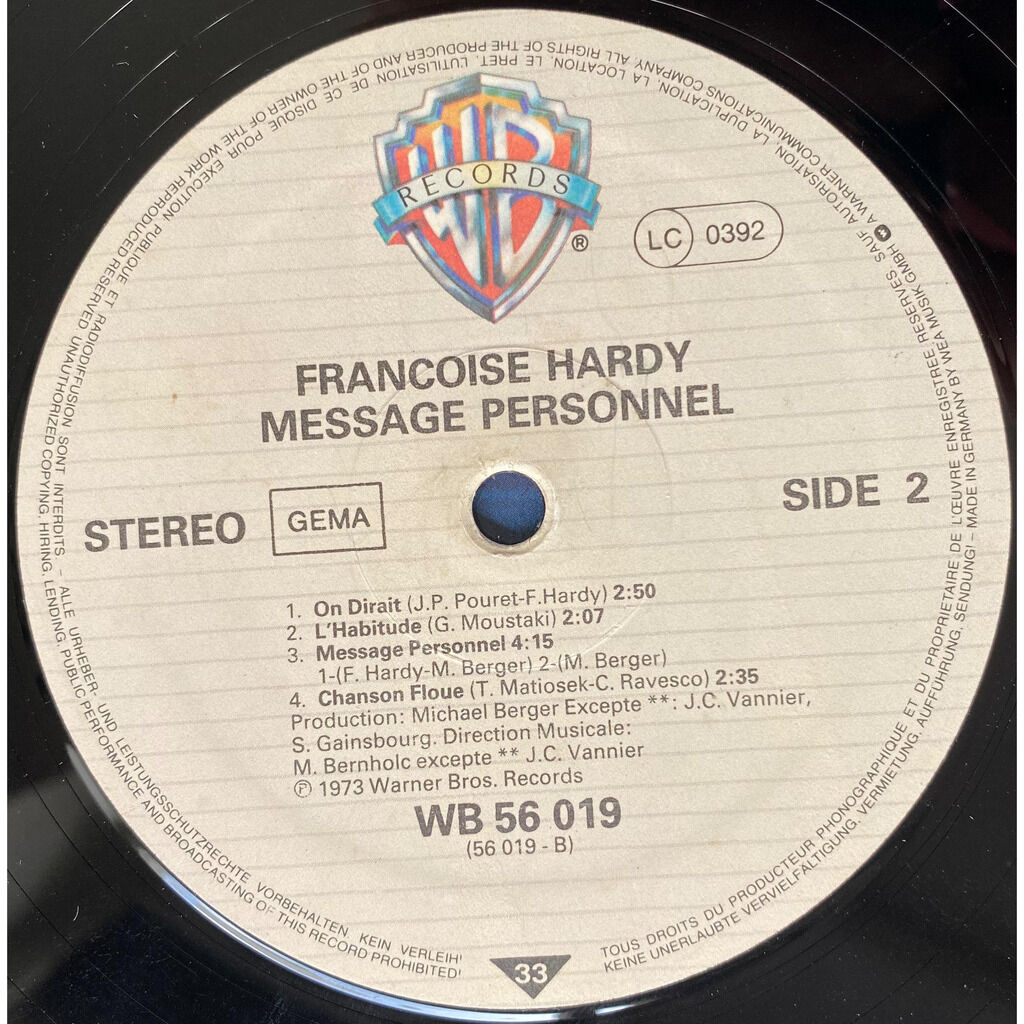 WB
RECORDS
®
LC 0392
FRANCOISE HARDY
MESSAGE PERSONNEL
STEREO GEMA SIDE 2
1. On Dirait (J.P. Pouret-F.Hardy) 2:50
2. L'Habitude (G. Moustaki) 2:07
3. Message Personnel 4:15
1-(F. Hardy-M. Berger) 2-(M. Berger)
4. Chanson Floue (T. Matiosek-C. Ravesco) 2:35
Production: Michael Berger Excepte **: J.C. Vannier,
S. Gainsbourg. Direction Musicale:
M. Bernholc excepte ** J.C. Vannier
℗ 1973 Warner Bros. Records
WB 56 019
(56 019 - B)
33
TOUS DROITS DU PRODUCTEUR PHONOGRAPHIQUE ET DU PROPRIETAIRE DE L'ŒUVRE ENREGISTREE RESERVES SAUF AUTORISATION. LA DUPLICATION, LA LOCATION, LE PRET, L'UTILISATION DE CE DISQUE POUR EXECUTION PUBLIQUE ET RADIODIFFUSION SONT INTERDITS. – ALLE URHEBER- UND LEISTUNGSSCHUTZRECHTE VORBEHALTEN. KEIN VERLEIH!
KEINE UNERLAUBTE VERVIELFÄLTIGUNG, VERMIETUNG, AUFFÜHRUNG, SENDUNG! – MADE IN GERMANY BY WEA MUSIK GMBH A WARNER COMMUNICATIONS COMPANY ALL RIGHTS OF THE PRODUCER AND OF THE OWNER OF THE WORK REPRODUCED RESERVED UNAUTHORIZED COPYING, HIRING, LENDING, PUBLIC PERFORMANCE AND BROADCASTING OF THIS RECORD PROHIBITED!